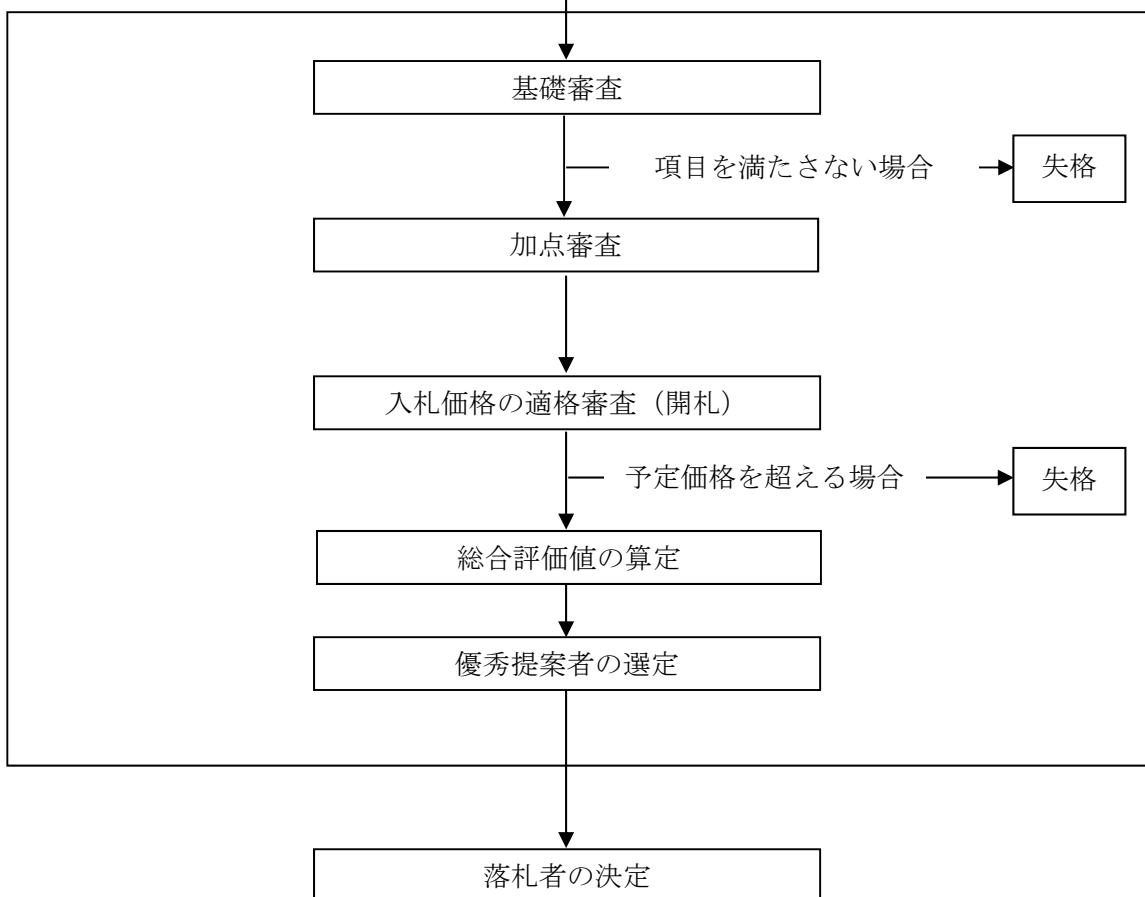 基礎審査
項目を満たさない場合
失格
加点審査
入札価格の適格審査（開札）
予定価格を超える場合
失格
総合評価値の算定
優秀提案者の選定
落札者の決定